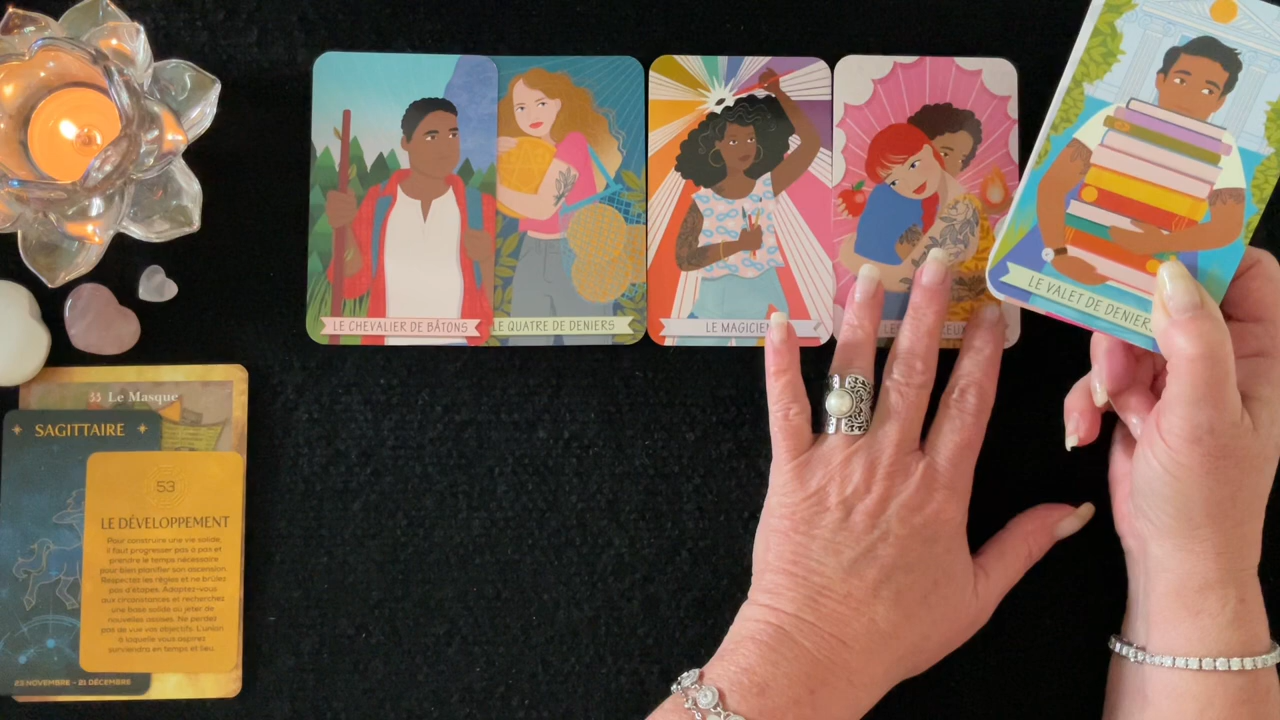 LE CHEVALIER DE BÂTONS
LE QUATRE DE DENIERS
LE MAGICIEN
LE VALET DE DENIERS
33 Le Masque
SAGITTAIRE
53
LE DÉVELOPPEMENT
Pour construire une vie solide,
il faut progresser pas à pas et
prendre le temps nécessaire
pour bien planifier son ascension.
Respectez les règles et ne brûlez
pas d'étapes. Adaptez-vous
aux circonstances et recherchez
une base solide où jeter de
nouvelles assises. Ne perdez
pas de vue vos objectifs. L'union
à laquelle vous aspirez
surviendra en temps et lieu.
23 NOVEMBRE - 21 DÉCEMBRE